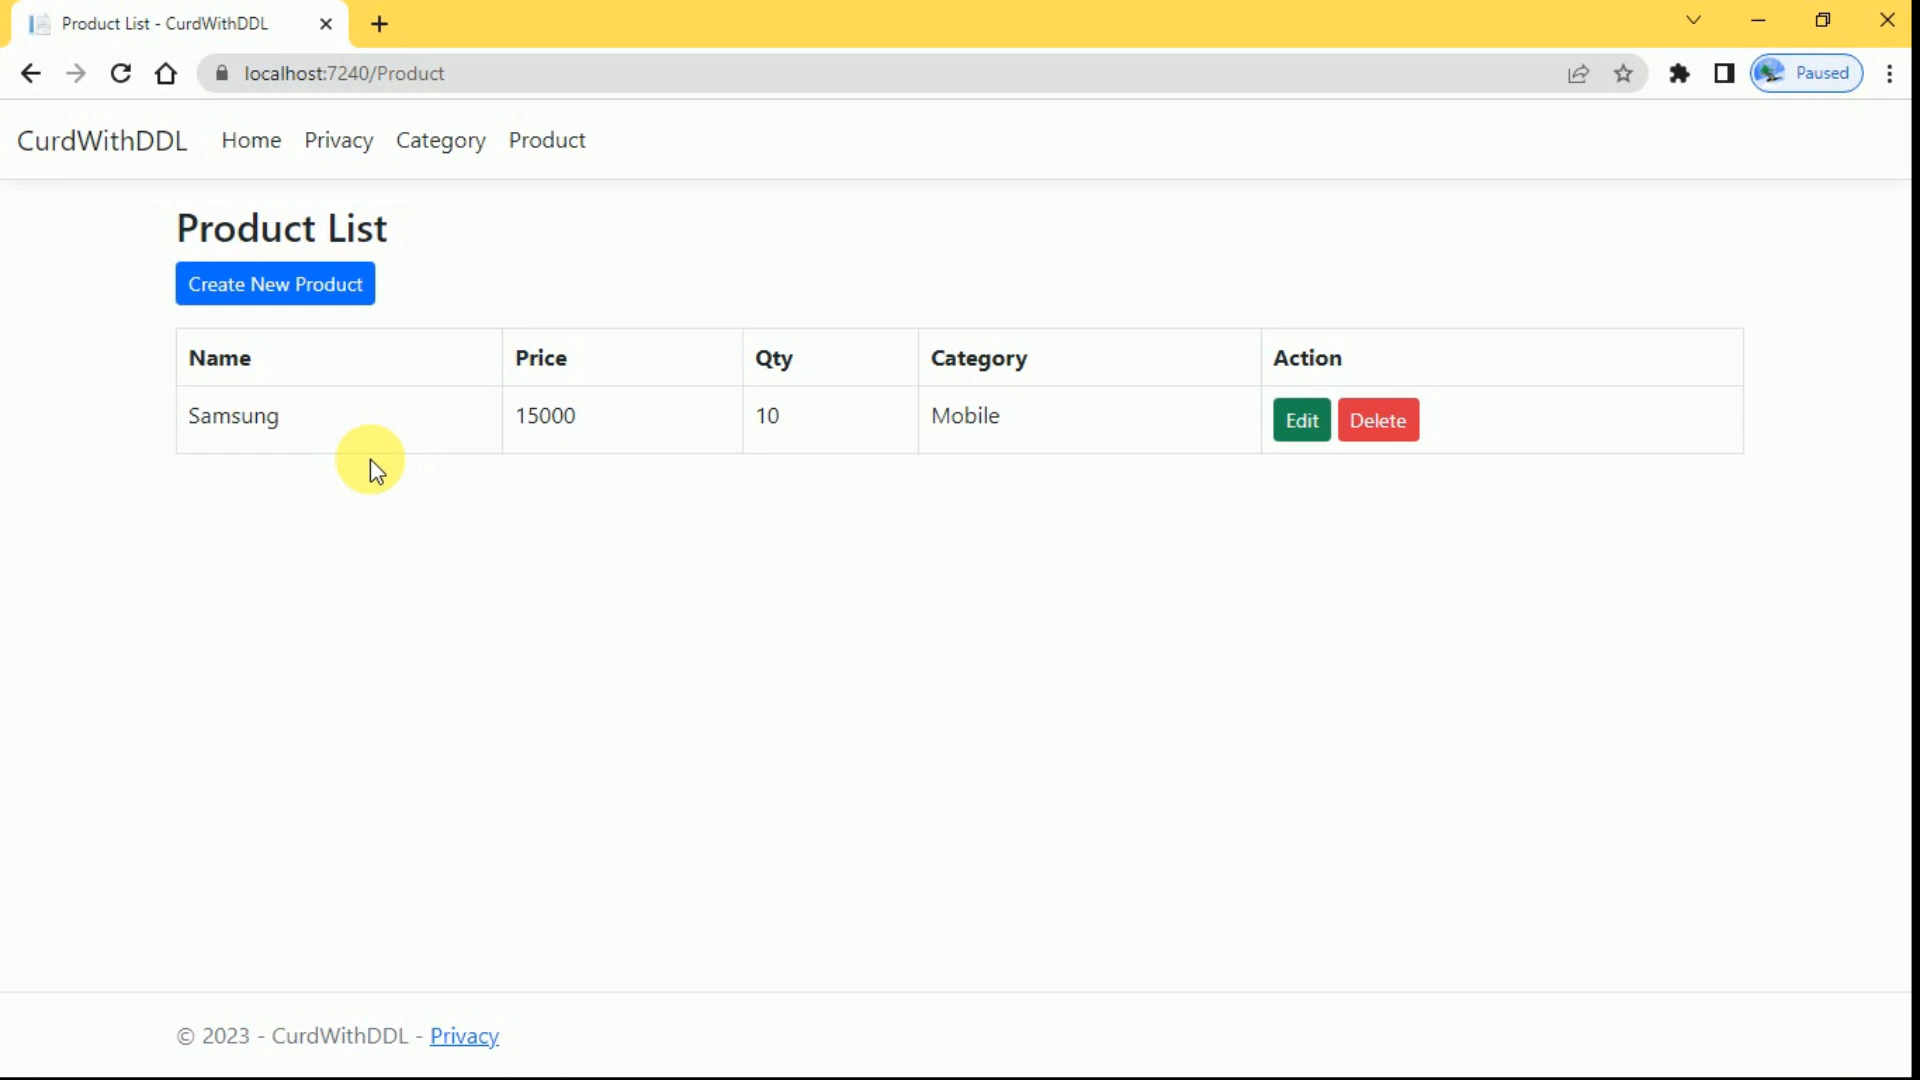 Product List - CurdWithDDL
localhost:7240/Product
Paused
CurdWithDDL Home Privacy Category Product
Product List
Create New Product
Name Price Qty Category Action
Samsung 15000 10 Mobile Edit Delete
© 2023 - CurdWithDDL - Privacy